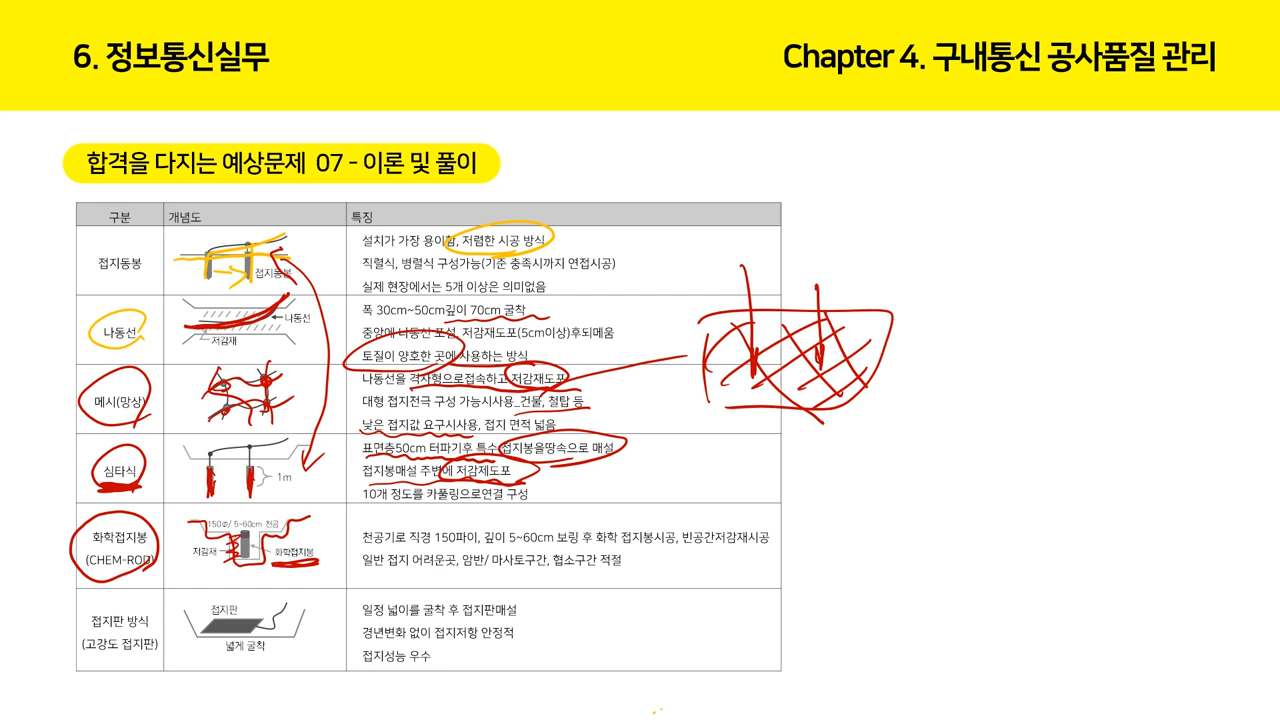 6. 정보통신실무
Chapter 4. 구내통신 공사품질 관리
합격을 다지는 예상문제 07 - 이론 및 풀이
구분 개념도 특징
접지동봉
접지동봉
설치가 가장 용이함, 저렴한 시공 방식
직렬식, 병렬식 구성가능(기준 충족시까지 연접시공)
실제 현장에서는 5개 이상은 의미없음
나동선
나동선
저감재
폭 30cm~50cm깊이 70cm 굴착
중앙에 나동선 포설, 저감재도포(5cm이상)후되메움
토질이 양호한 곳에 사용하는 방식
메시(망상)
나동선을 격자형으로접속하고 저감재도포
대형 접지전극 구성 가능시사용_건물, 철탑 등
낮은 접지값 요구시사용, 접지 면적 넓음
심타식
1m
표면층50cm 터파기후 특수 접지봉을땅속으로 매설
접지봉매설 주변에 저감제도포
10개 정도를 카풀링으로연결 구성
화학접지봉
(CHEM-ROD)
150Φ/ 5~60cm 천공
저감재
화학접지봉
천공기로 직경 150파이, 깊이 5~60cm 보링 후 화학 접지봉시공, 빈공간저감재시공
일반 접지 어려운곳, 암반/ 마사토구간, 협소구간 적절
접지판 방식
(고강도 접지판)
접지판
넓게 굴착
일정 넓이를 굴착 후 접지판매설
경년변화 없이 접지저항 안정적
접지성능 우수